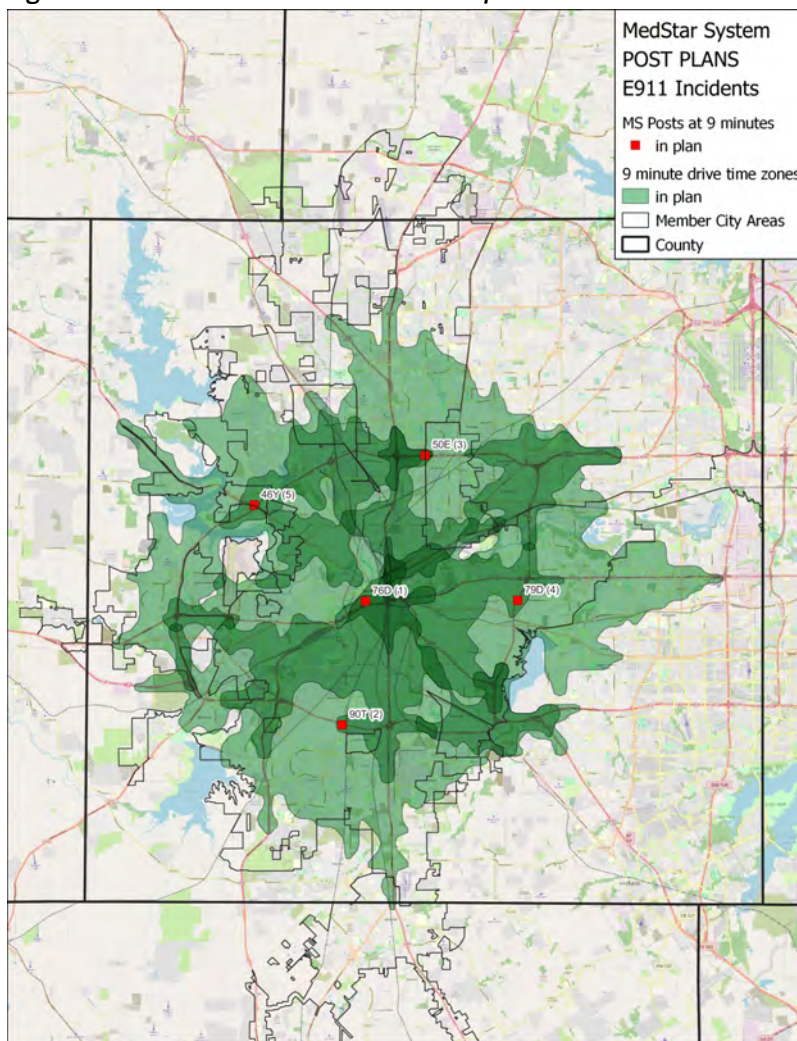 MedStar System
POST PLANS
E911 Incidents
MS Posts at 9 minutes
in plan
9 minute drive time zones
in plan
Member City Areas
County
50E (3)
46Y (5)
76D (1)
79D (4)
90T (2)